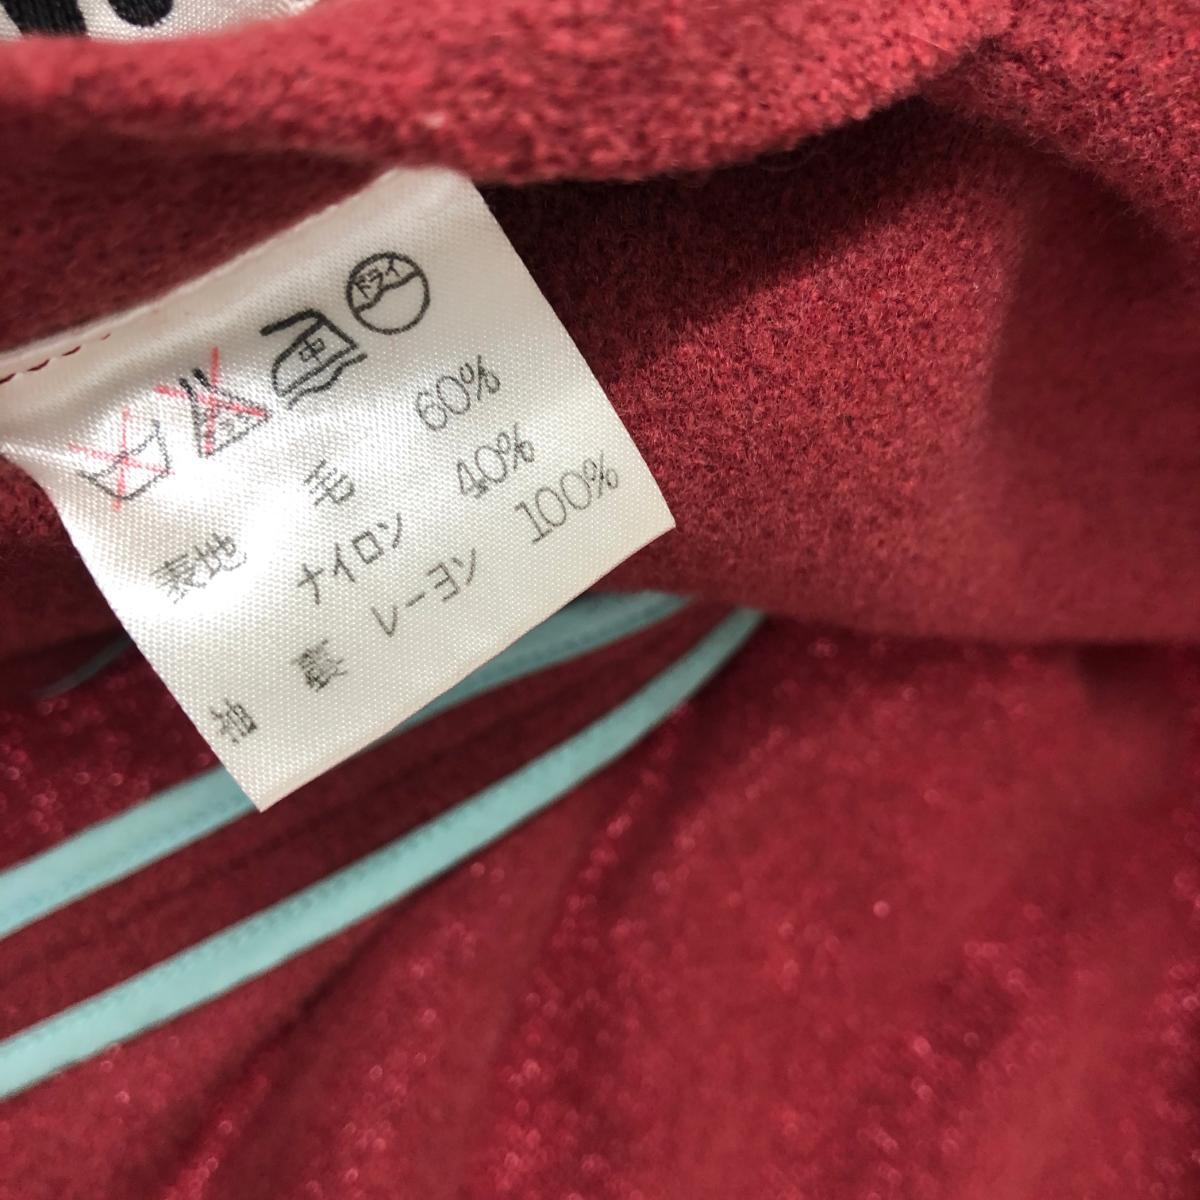 ドライ
中
表地 毛 60%
ナイロン 40%
袖 裏 レーヨン 100%